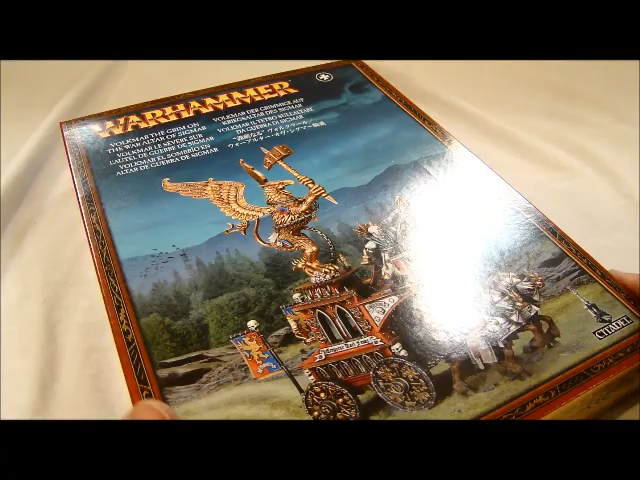 WARHAMMER
VOLKMAR THE GRIM ON
THE WAR ALTAR OF SIGMAR
VOLKMAR LE SÉVÈRE SUR
L'AUTEL DE GUERRE DE SIGMAR
VOLKMAR EL SOMBRÍO EN
ALTAR DE GUERRA DE SIGMAR
VOLKMAR DER GRIMMIGE AUF
KRIEGSALTAR DES SIGMAR
VOLKMAR IL TETRO SULL'ALTARE
DA GUERRA DI SIGMAR
CITADEL